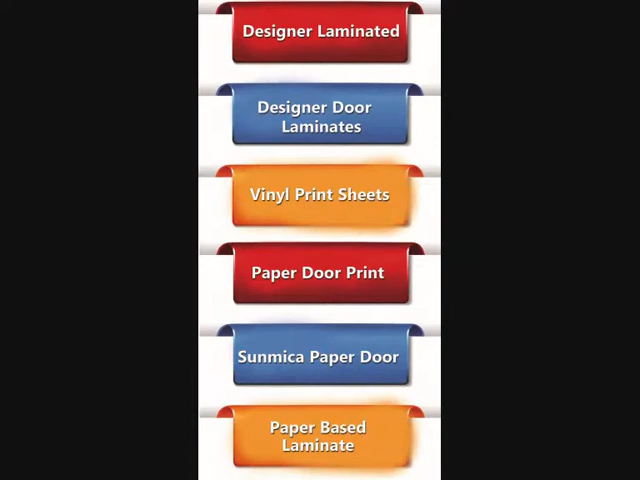 Designer Laminated
Designer Door
Laminates
Vinyl Print Sheets
Paper Door Print
Sunmica Paper Door
Paper Based
Laminate